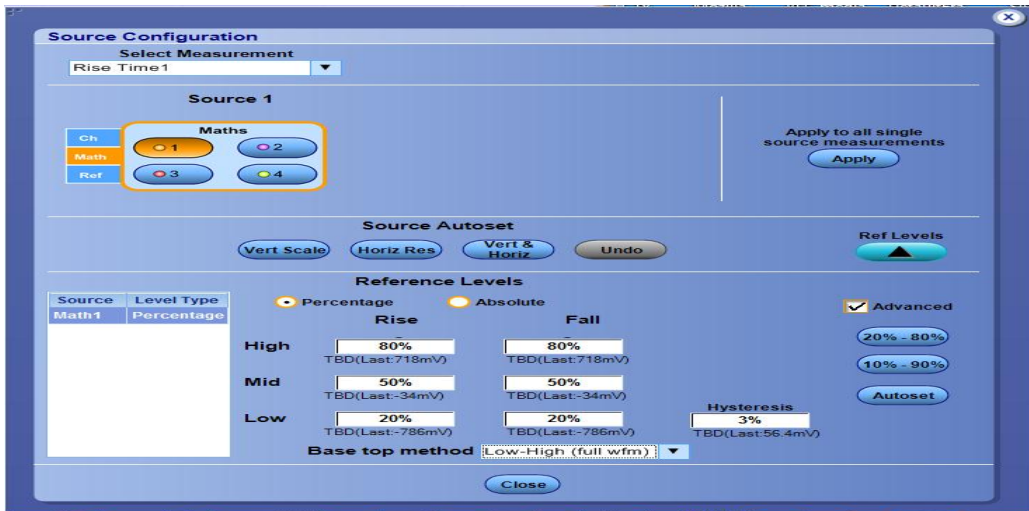 Source Configuration
Select Measurement
Rise Time1
Source 1
Maths
Ch
Math
Ref
1
2
3
4
Apply to all single
source measurements
Apply
Source Autoset
Vert Scale
Horiz Res
Vert &
Horiz
Undo
Ref Levels
Reference Levels
Source Level Type
Math1 Percentage
Percentage Absolute
Rise Fall
High 80% 80%
TBD(Last:718mV) TBD(Last:718mV)
Mid 50% 50%
TBD(Last:-34mV) TBD(Last:-34mV)
Low 20% 20%
TBD(Last:-786mV) TBD(Last:-786mV)
Hysteresis
3%
TBD(Last:56.4mV)
Advanced
20% - 80%
10% - 90%
Autoset
Base top method Low-High (full wfm)
Close